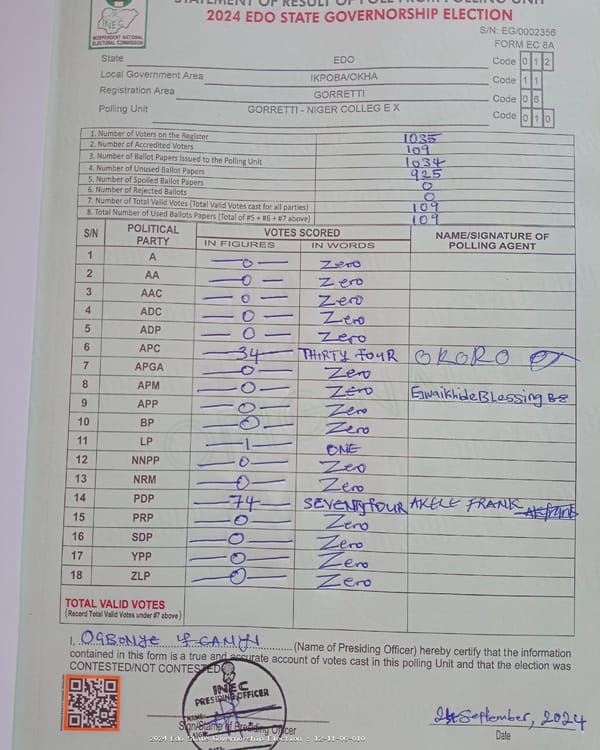 STATEMENT OF RESULT OF POLL FROM POLLING UNIT
2024 EDO STATE GOVERNORSHIP ELECTION
INEC
INDEPENDENT NATIONAL
ELECTORAL COMMISSION
S/N: EG/0002356
FORM EC 8A
State EDO Code 0 1 2
Local Government Area IKPOBA/OKHA Code 1 1
Registration Area GORRETTI Code 0 6
Polling Unit GORRETTI - NIGER COLLEG E X Code 0 1 0
1. Number of Voters on the Register 1035
2. Number of Accredited Voters 109
3. Number of Ballot Papers Issued to the Polling Unit 1034
4. Number of Unused Ballot Papers 925
5. Number of Spoiled Ballot Papers 0
6. Number of Rejected Ballots 0
7. Number of Total Valid Votes (Total Valid Votes cast for all parties) 109
8. Total Number of Used Ballots Papers (Total of #5 + #6 + #7 above) 109
S/N POLITICAL PARTY VOTES SCORED NAME/SIGNATURE OF POLLING AGENT
IN FIGURES IN WORDS
1 A 0 Zero
2 AA 0 Zero
3 AAC 0 Zero
4 ADC 0 Zero
5 ADP 0 Zero
6 APC 34 THIRTY FOUR OKORO
7 APGA 0 Zero
8 APM 0 Zero Egwaikhide Blessing
9 APP 0 Zero
10 BP 0 Zero
11 LP 1 ONE
12 NNPP 0 Zero
13 NRM 0 Zero
14 PDP 74 SEVENTY FOUR AKELE FRANK
15 PRP 0 Zero
16 SDP 0 Zero
17 YPP 0 Zero
18 ZLP 0 Zero
TOTAL VALID VOTES
(Record Total Valid Votes under #7 above)
I, (Name of Presiding Officer) hereby certify that the information
contained in this form is a true and accurate account of votes cast in this polling Unit and that the election was
CONTESTED/NOT CONTESTED
INEC
PRESIDING OFFICER
Sign/Stamp of Presiding Officer
September, 2024
Date
2024 Edo State Governorship Election - 12-11-06-010